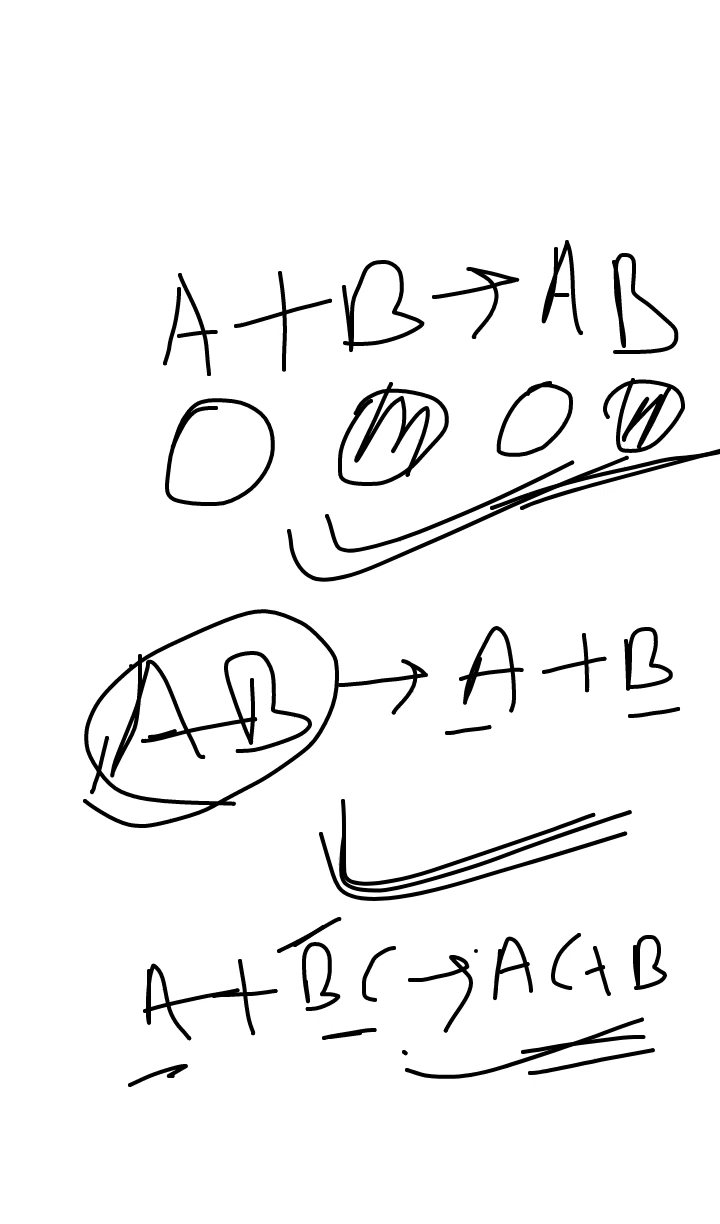 A + B → AB
AB → A + B
A + BC → AC + B